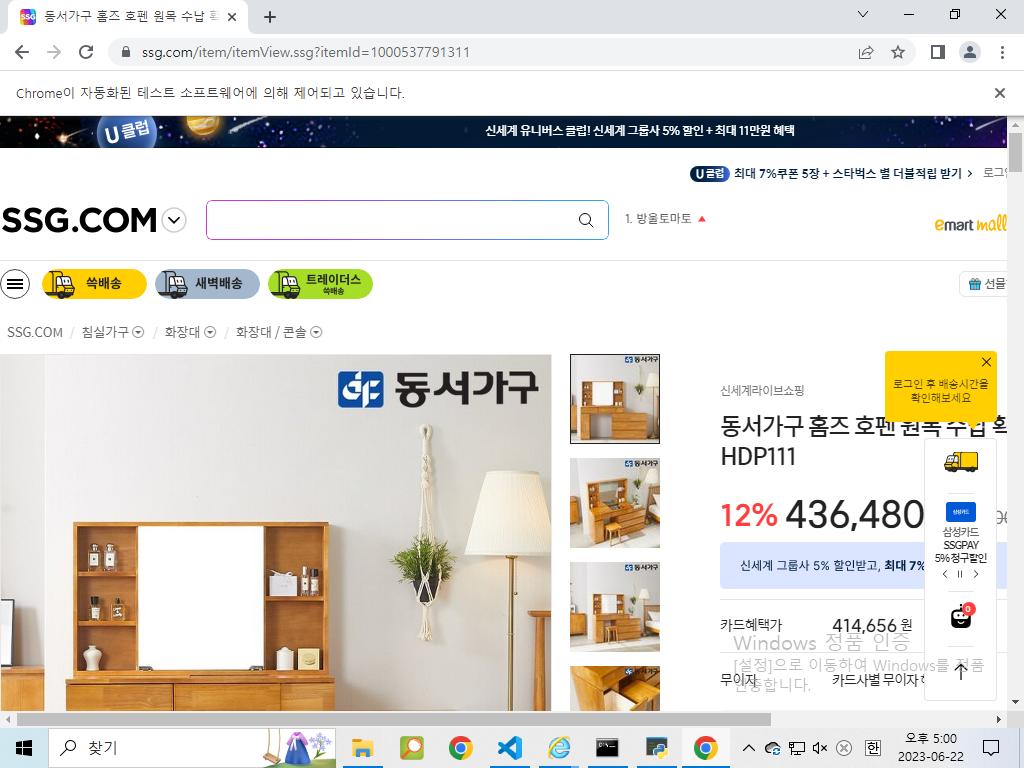 동서가구 홈즈 호펜 원목 수납 확
ssg.com/item/itemView.ssg?itemId=1000537791311
Chrome이 자동화된 테스트 소프트웨어에 의해 제어되고 있습니다.
U 클럽
신세계 유니버스 클럽! 신세계 그룹사 5% 할인 + 최대 11만원 혜택
U 클럽 최대 7%쿠폰 5장 + 스타벅스 별 더블적립 받기
로그인
SSG.COM
1. 방울토마토
emart mall
쓱배송
새벽배송
트레이더스
쓱배송
선물
SSG.COM / 침실가구 / 화장대 / 화장대 / 콘솔
동서가구
로그인 후 배송시간을
확인해보세요
신세계라이브쇼핑
동서가구 홈즈 호펜 원목 수납 확
HDP111
12% 436,480
삼성카드
삼성카드
SSGPAY
5% 청구할인
신세계 그룹사 5% 할인받고, 최대 7%
0
카드혜택가 414,656 원
Windows 정품 인증
[설정]으로 이동하여 Windows를 정품
인증합니다.
무이자 카드사별 무이자
찾기
한
오후 5:00
2023-06-22